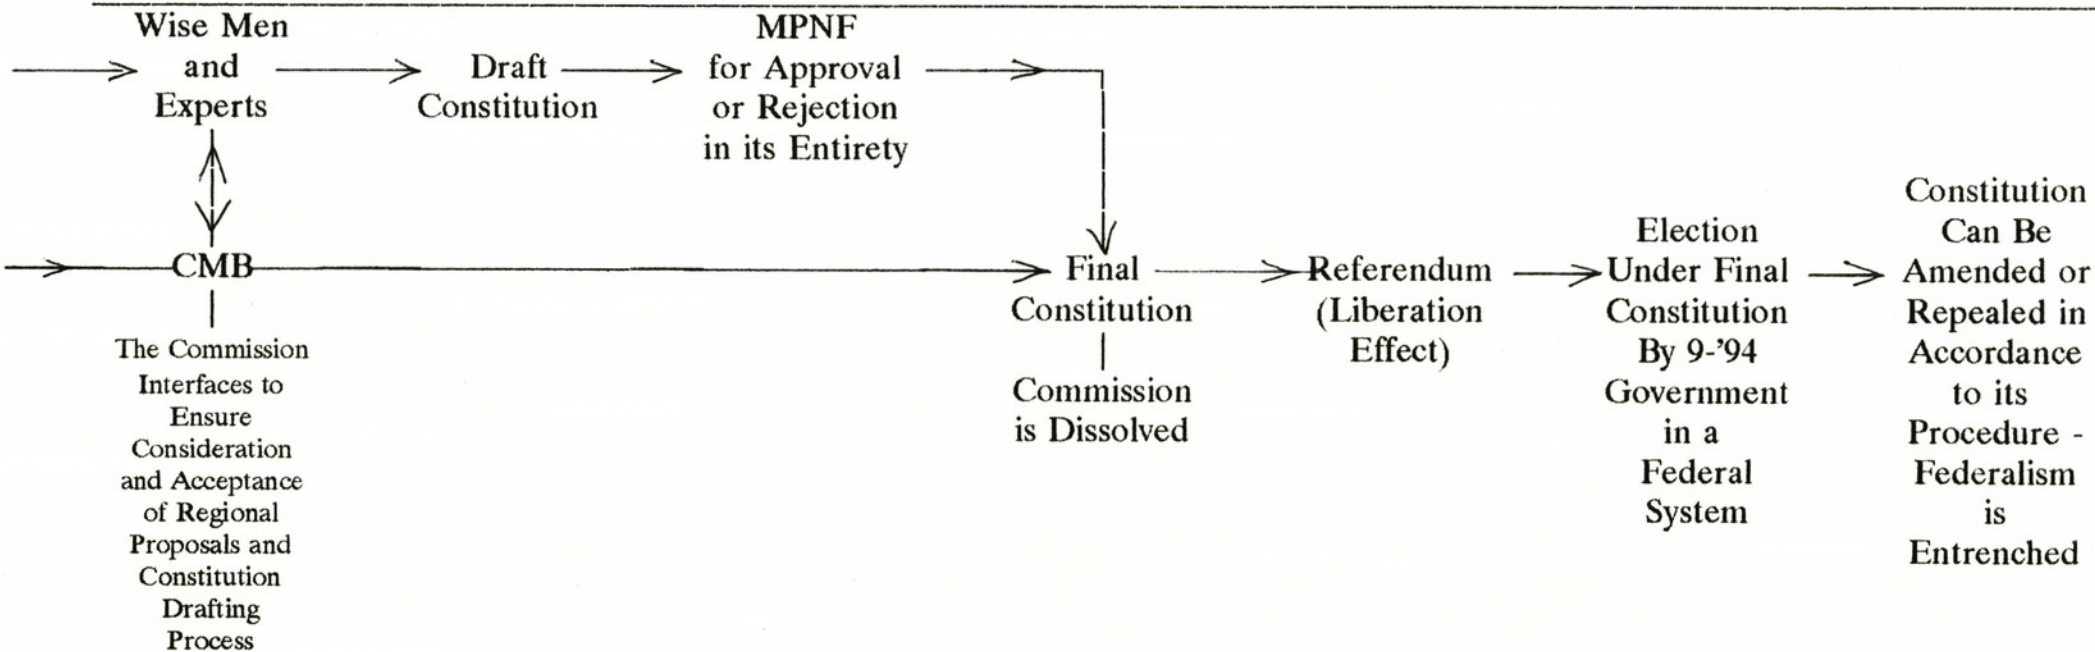 Wise Men
and
Experts
Draft
Constitution
MPNF
for Approval
or Rejection
in its Entirety
CMB
The Commission
Interfaces to
Ensure
Consideration
and Acceptance
of Regional
Proposals and
Constitution
Drafting
Process
Final
Constitution
Commission
is Dissolved
Referendum
(Liberation
Effect)
Election
Under Final
Constitution
By 9-'94
Government
in a
Federal
System
Constitution
Can Be
Amended or
Repealed in
Accordance
to its
Procedure -
Federalism
is
Entrenched